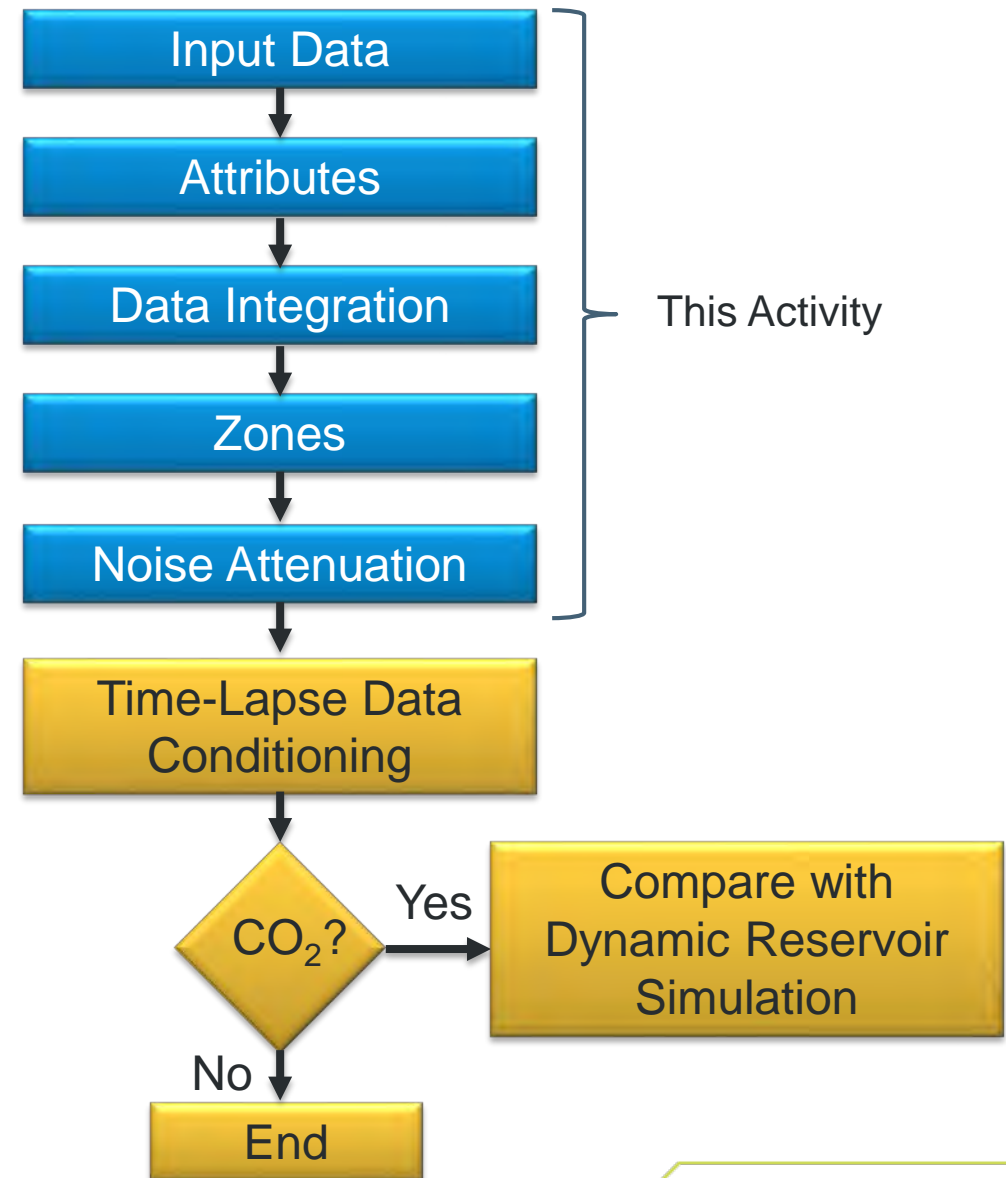 Input Data
Attributes
Data Integration
This Activity
Zones
Noise Attenuation
Time-Lapse Data
Conditioning
CO₂?
Yes
Compare with
Dynamic Reservoir
Simulation
No
End